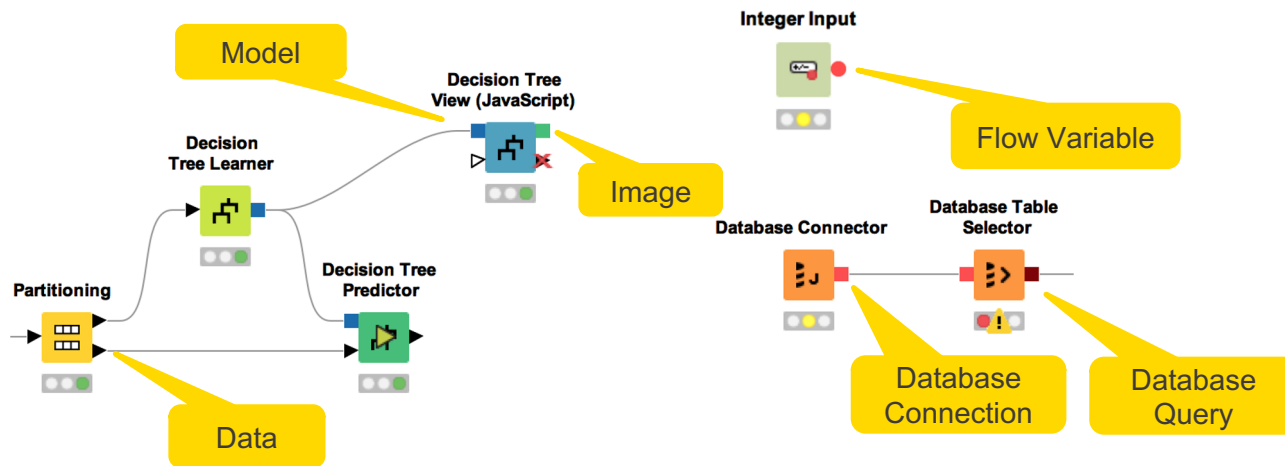 Integer Input
Model
Decision Tree
View (JavaScript)
Flow Variable
Decision
Tree Learner
Image
Database Table
Selector
Database Connector
Decision Tree
Predictor
Partitioning
J
!
Database
Connection
Database
Query
Data